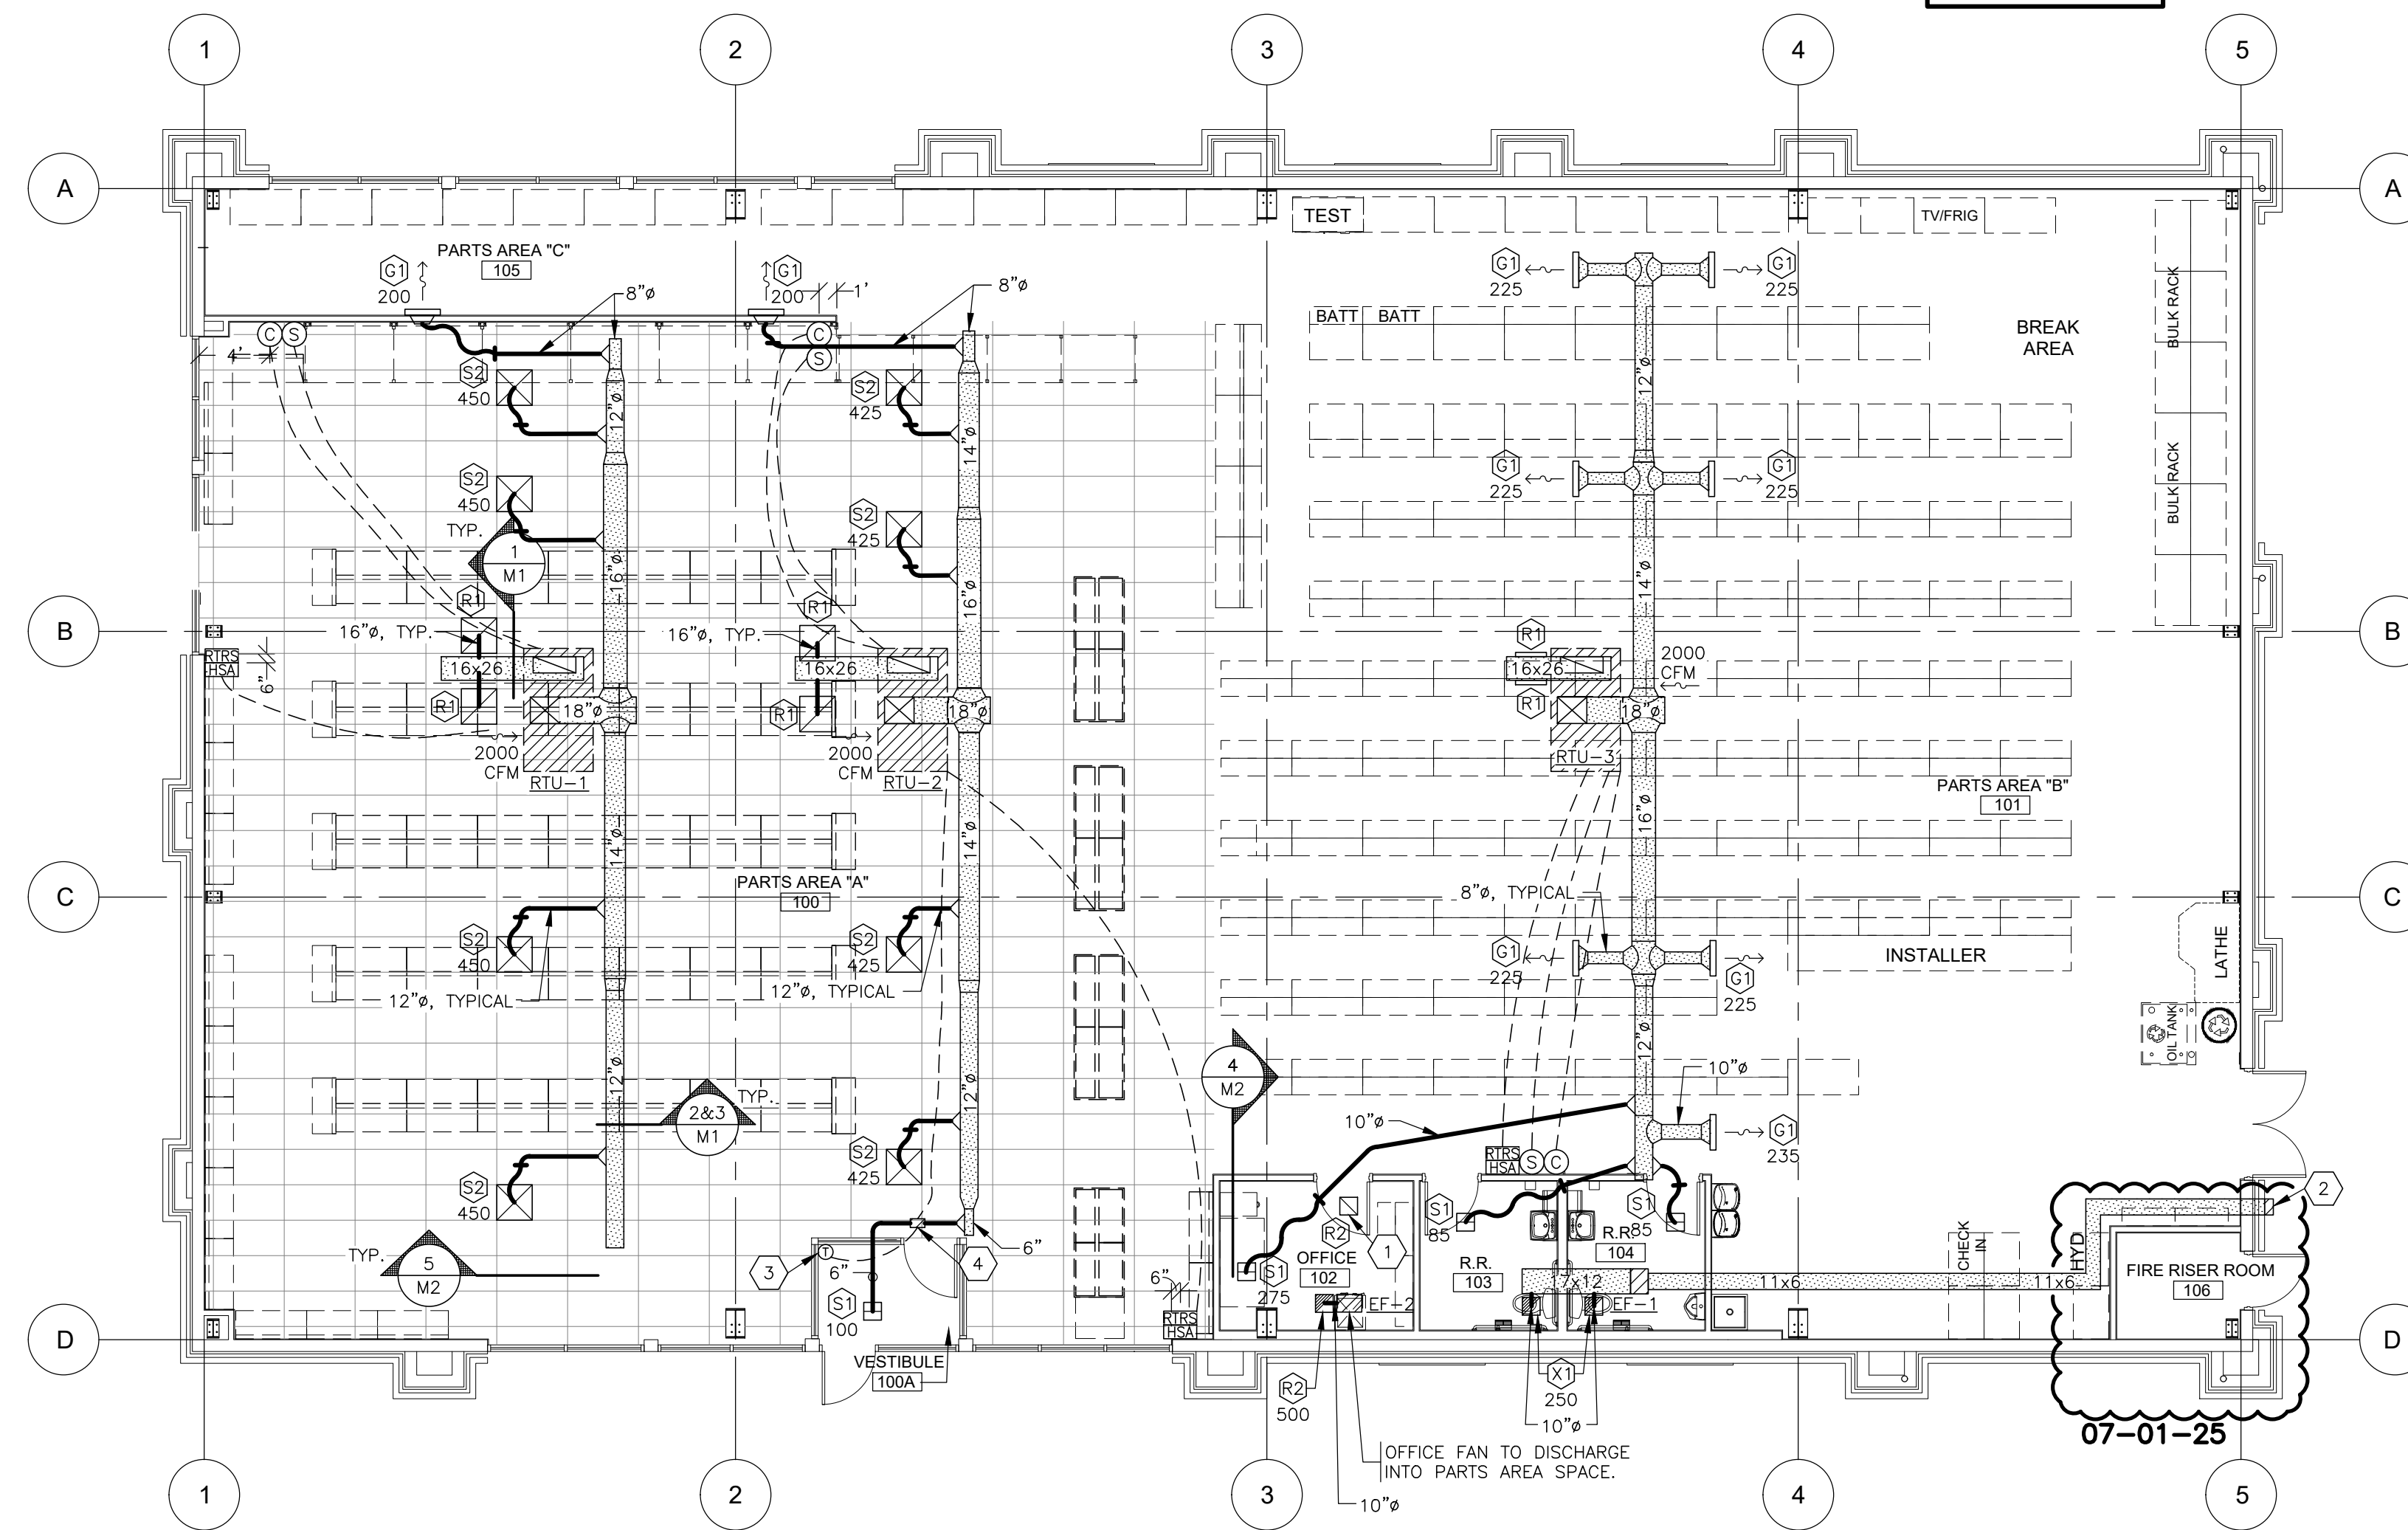 1
2
3
4
5
A
A
TEST
TV/FRIG
PARTS AREA "C"
105
G1
200
G1
200
1'
8"ø
8"ø
G1
225
G1
225
BATT
BATT
BREAK
AREA
BULK RACK
C
S
C
S
4'
S2
450
S2
425
12"ø
14"ø
12"ø
S2
450
S2
425
G1
225
G1
225
BULK RACK
TYP.
1
M1
16"ø
16"ø
14"ø
R1
R1
R1
B
B
16"ø, TYP.
16"ø, TYP.
RTRS
HSA
6"
16x26
16x26
16x26
2000
CFM
R1
R1
R1
18"ø
18"ø
18"ø
2000
CFM
2000
CFM
RTU-1
RTU-2
RTU-3
PARTS AREA "B"
101
14"ø
14"ø
16"ø
PARTS AREA "A"
100
8"ø, TYPICAL
C
C
S2
450
S2
425
G1
225
G1
225
INSTALLER
LATHE
12"ø, TYPICAL
12"ø, TYPICAL
OIL TANK
12"ø
12"ø
12"ø
4
M2
10"ø
10"ø
TYP.
2&3
M1
G1
235
S2
425
RTRS
HSA
S
C
S2
450
S1
85
S1
85
2
TYP.
5
M2
3
T
6"
4
6"
R2
1
OFFICE
102
S1
275
R.R.
103
R.R.
104
CHECK
IN
HYD
FIRE RISER ROOM
106
17x12
11x6
11x6
S1
100
6"
RTRS
HSA
EF-2
EF-1
D
D
VESTIBULE
100A
R2
500
X1
250
10"ø
07-01-25
OFFICE FAN TO DISCHARGE
INTO PARTS AREA SPACE.
10"ø
1
2
3
4
5